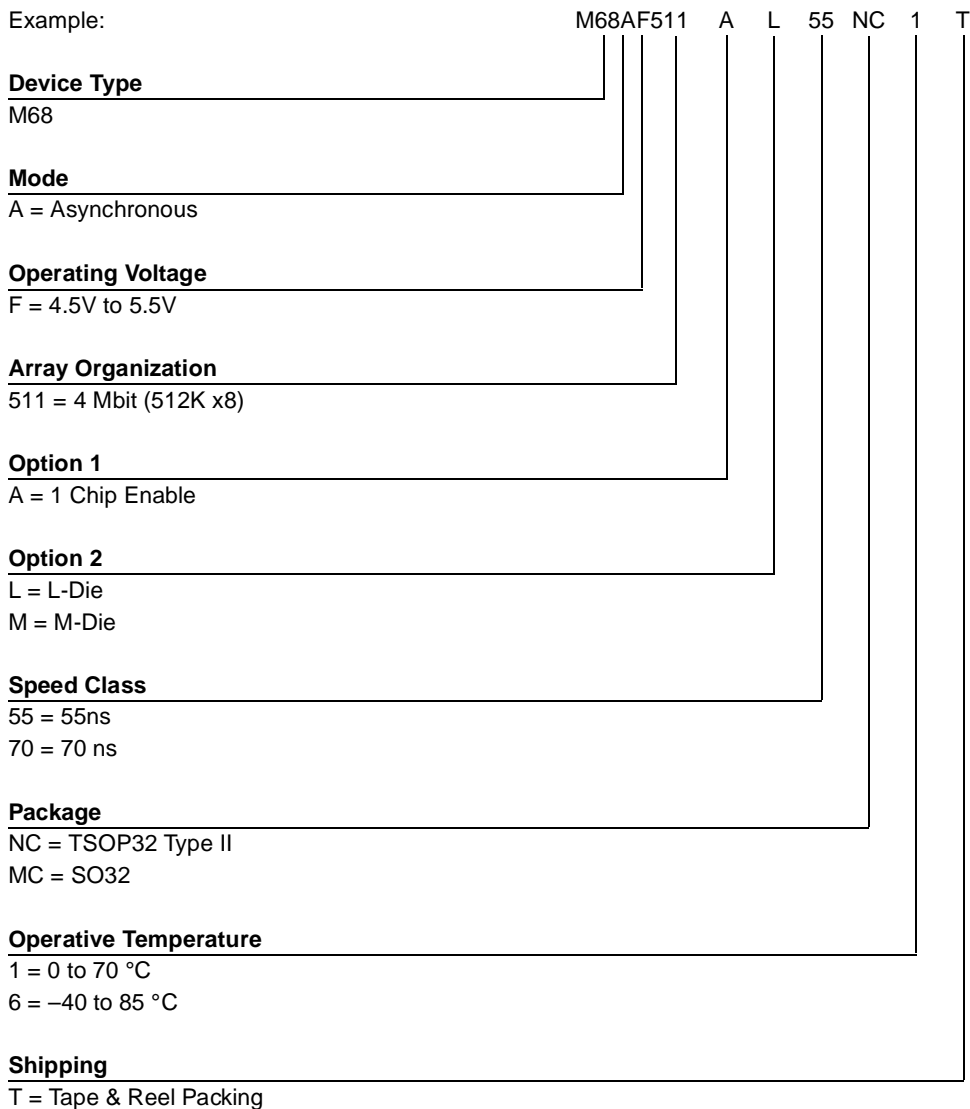 Example: M68AF511 A L 55 NC 1 T
Device Type
M68
Mode
A = Asynchronous
Operating Voltage
F = 4.5V to 5.5V
Array Organization
511 = 4 Mbit (512K x8)
Option 1
A = 1 Chip Enable
Option 2
L = L-Die
M = M-Die
Speed Class
55 = 55ns
70 = 70 ns
Package
NC = TSOP32 Type II
MC = SO32
Operative Temperature
1 = 0 to 70 °C
6 = –40 to 85 °C
Shipping
T = Tape & Reel Packing